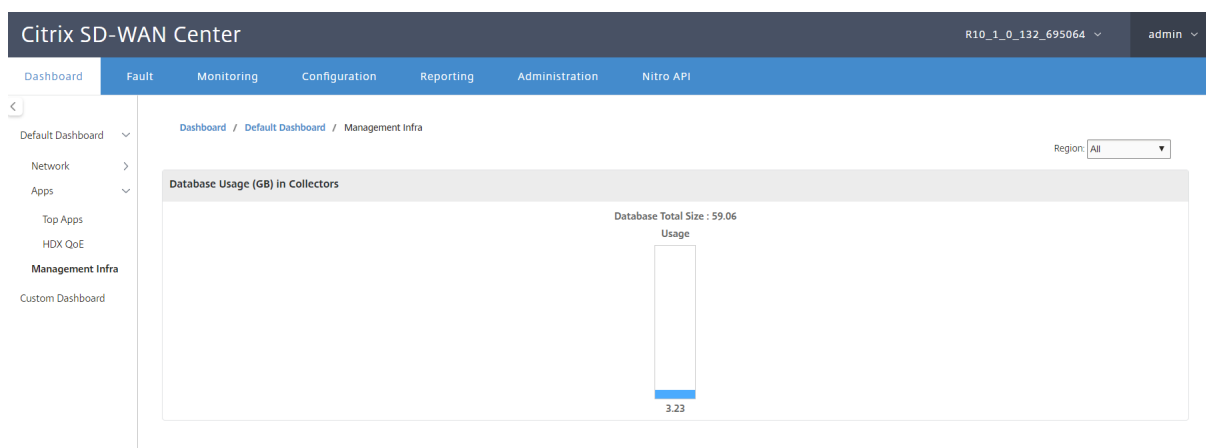 Citrix SD-WAN Center
R10_1_0_132_695064
admin
Dashboard Fault Monitoring Configuration Reporting Administration Nitro API
Default Dashboard
Network
Apps
Top Apps
HDX QoE
Management Infra
Custom Dashboard
Dashboard / Default Dashboard / Management Infra
Region: All
Database Usage (GB) in Collectors
Database Total Size : 59.06
Usage
3.23